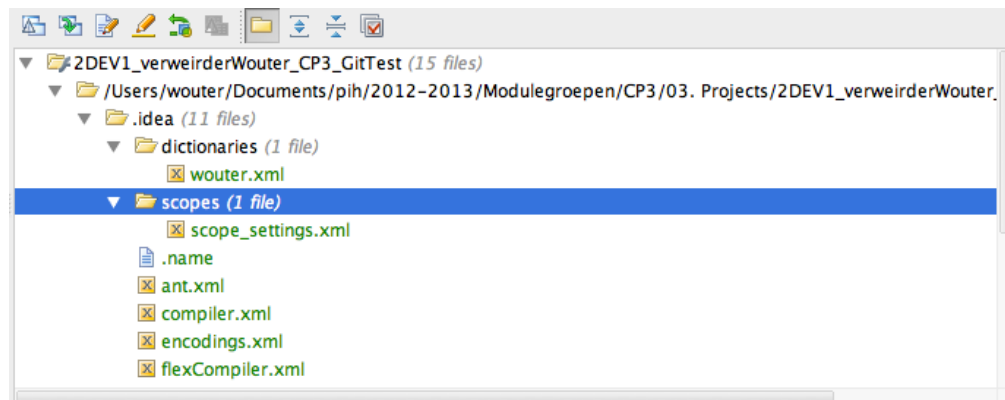 2DEV1_verweirderWouter_CP3_GitTest (15 files)
/Users/wouter/Documents/pih/2012-2013/Modulegroepen/CP3/03. Projects/2DEV1_verweirderWouter_
.idea (11 files)
dictionaries (1 file)
wouter.xml
scopes (1 file)
scope_settings.xml
.name
ant.xml
compiler.xml
encodings.xml
flexCompiler.xml